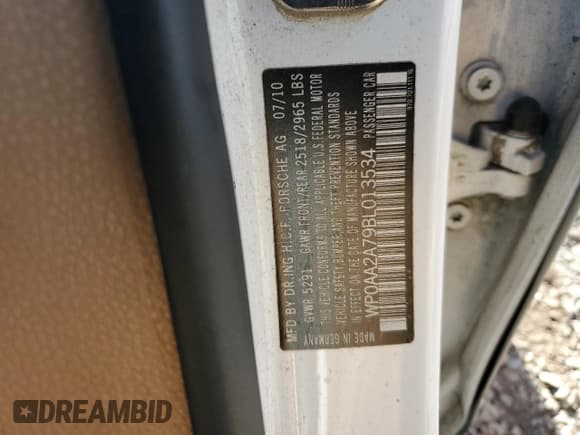 MFD BY DR.ING H.C.F. PORSCHE AG 07/10
GVWR 5291 GAWR FRONT/REAR 2518/2965 LBS
THIS VEHICLE CONFORMS TO ALL APPLICABLE U.S FEDERAL MOTOR
VEHICLE SAFETY, BUMPER AND THEFT PREVENTION STANDARDS
IN EFFECT ON THE DATE OF MANUFACTURE SHOWN ABOVE
WP0AA2A79BL013534 PASSENGER CAR
MADE IN GERMANY
DREAMBID